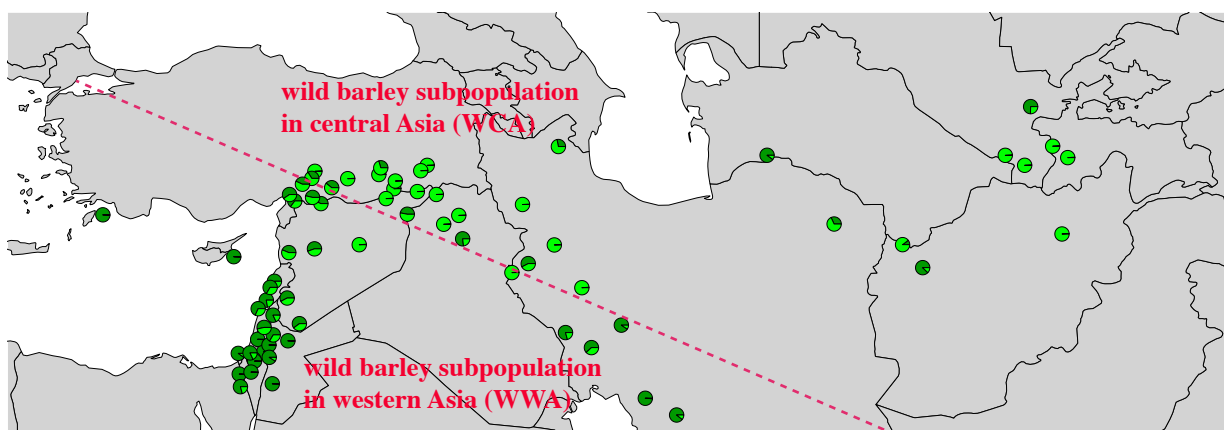 wild barley subpopulation
in central Asia (WCA)
wild barley subpopulation
in western Asia (WWA)